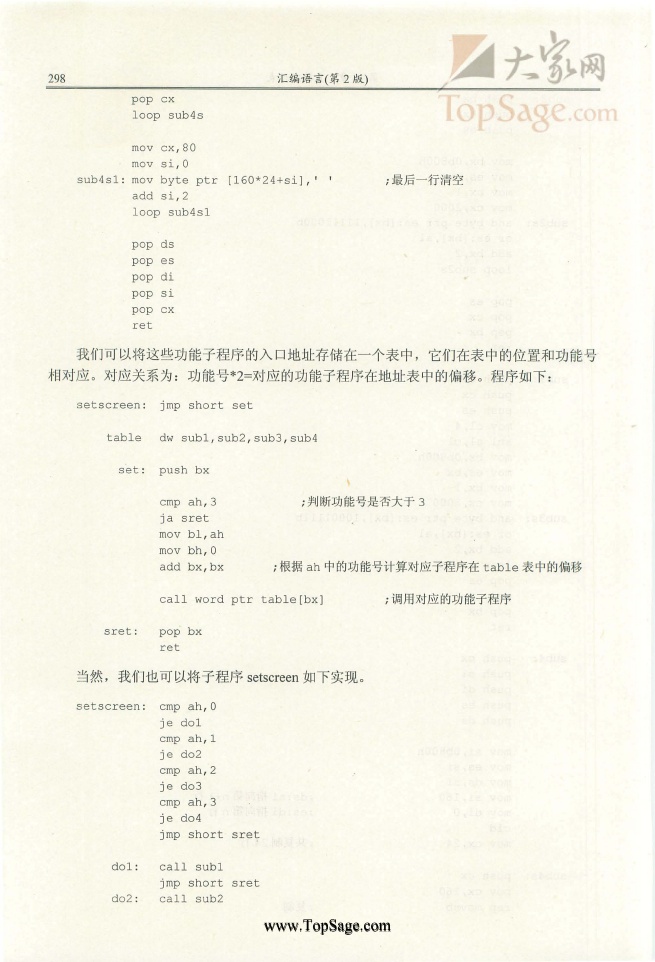 大家网
TopSage.com
298 汇编语言(第 2 版)
pop cx
loop sub4s
mov cx,80
mov si,0
sub4s1: mov byte ptr [160*24+si],' ' ;最后一行清空
add si,2
loop sub4s1
pop ds
pop es
pop di
pop si
pop cx
ret
我们可以将这些功能子程序的入口地址存储在一个表中，它们在表中的位置和功能号
相对应。对应关系为：功能号*2=对应的功能子程序在地址表中的偏移。程序如下：
setscreen: jmp short set
table dw sub1,sub2,sub3,sub4
set: push bx
cmp ah,3 ;判断功能号是否大于 3
ja sret
mov bl,ah
mov bh,0
add bx,bx ;根据 ah 中的功能号计算对应子程序在 table 表中的偏移
call word ptr table[bx] ;调用对应的功能子程序
sret: pop bx
ret
当然，我们也可以将子程序 setscreen 如下实现。
setscreen: cmp ah,0
je do1
cmp ah,1
je do2
cmp ah,2
je do3
cmp ah,3
je do4
jmp short sret
do1: call sub1
jmp short sret
do2: call sub2
www.TopSage.com